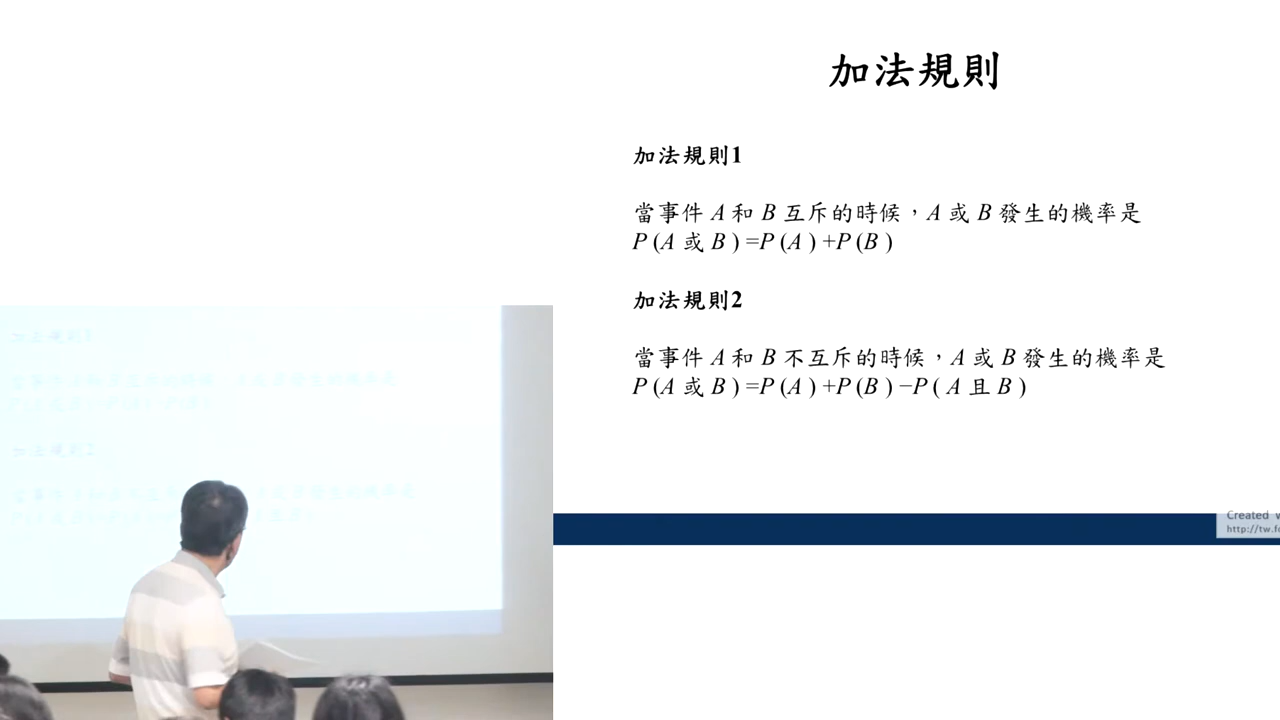 加法規則
加法規則1
當事件 A 和 B 互斥的時候，A 或 B 發生的機率是
P (A 或 B ) =P (A ) +P (B )
加法規則2
當事件 A 和 B 不互斥的時候，A 或 B 發生的機率是
P (A 或 B ) =P (A ) +P (B ) −P ( A 且 B )
Created
http://tw.fo